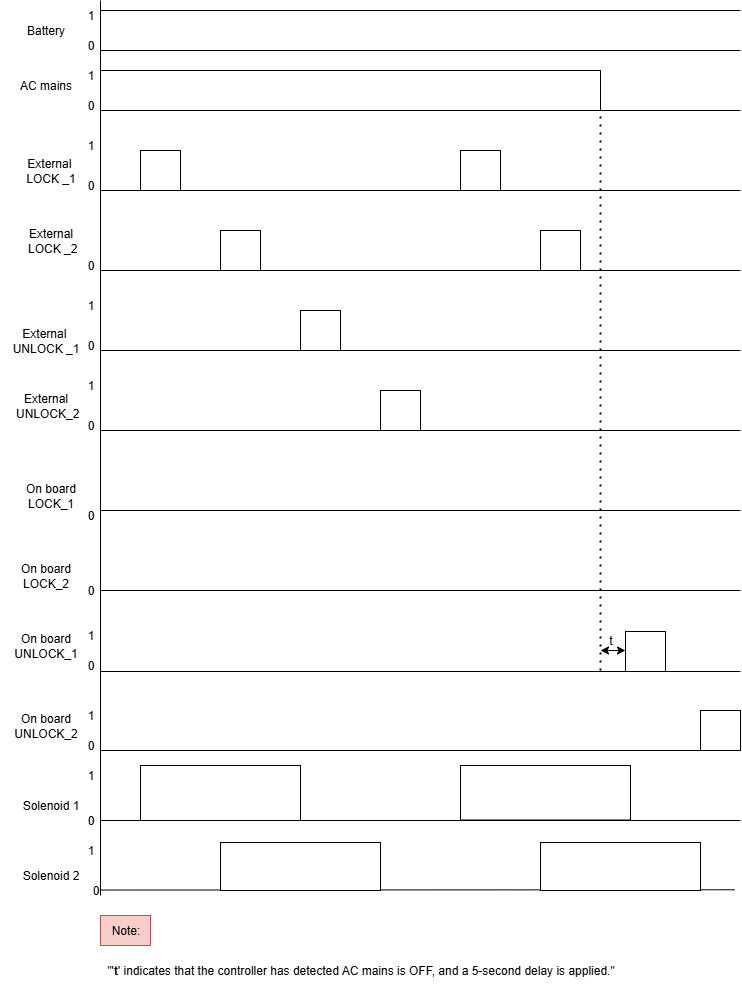 1
Battery
0
1
AC mains
0
1
External
LOCK _1
0
External
LOCK _2
0
1
External
UNLOCK _1
0
1
External
UNLOCK_2
0
On board
LOCK_1
0
On board
LOCK_2
0
1
On board
UNLOCK_1
0
t
1
On board
UNLOCK_2
0
1
Solenoid 1
0
1
Solenoid 2
0
Note:
"'t' indicates that the controller has detected AC mains is OFF, and a 5-second delay is applied."